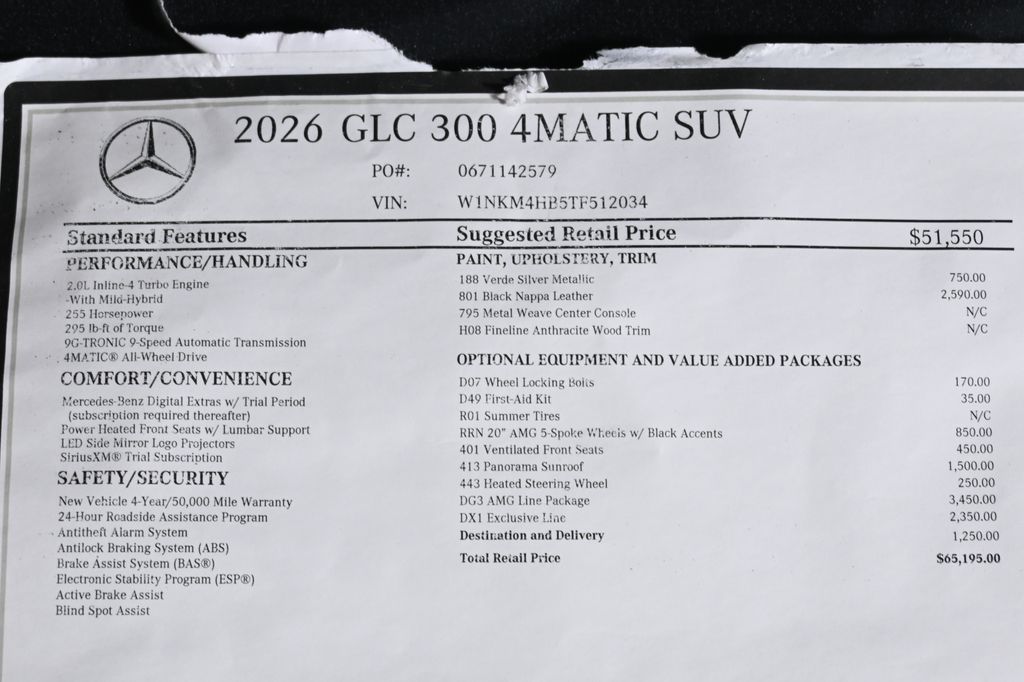 2026 GLC 300 4MATIC SUV
PO#: 0671142579
VIN: W1NKM4HB5TF512034
Standard Features Suggested Retail Price $51,550
PERFORMANCE/HANDLING
2.0L Inline-4 Turbo Engine
-With Mild-Hybrid
255 Horsepower
295 lb-ft of Torque
9G-TRONIC 9-Speed Automatic Transmission
4MATIC® All-Wheel Drive
COMFORT/CONVENIENCE
Mercedes-Benz Digital Extras w/ Trial Period
(subscription required thereafter)
Power Heated Front Seats w/ Lumbar Support
LED Side Mirror Logo Projectors
SiriusXM® Trial Subscription
SAFETY/SECURITY
New Vehicle 4-Year/50,000 Mile Warranty
24-Hour Roadside Assistance Program
Antitheft Alarm System
Antilock Braking System (ABS)
Brake Assist System (BAS®)
Electronic Stability Program (ESP®)
Active Brake Assist
Blind Spot Assist
PAINT, UPHOLSTERY, TRIM
188 Verde Silver Metallic 750.00
801 Black Nappa Leather 2,590.00
795 Metal Weave Center Console N/C
H08 Fineline Anthracite Wood Trim N/C
OPTIONAL EQUIPMENT AND VALUE ADDED PACKAGES
D07 Wheel Locking Bolts 170.00
D49 First-Aid Kit 35.00
R01 Summer Tires N/C
RRN 20" AMG 5-Spoke Wheels w/ Black Accents 850.00
401 Ventilated Front Seats 450.00
413 Panorama Sunroof 1,500.00
443 Heated Steering Wheel 250.00
DG3 AMG Line Package 3,450.00
DX1 Exclusive Line 2,350.00
Destination and Delivery 1,250.00
Total Retail Price $65,195.00